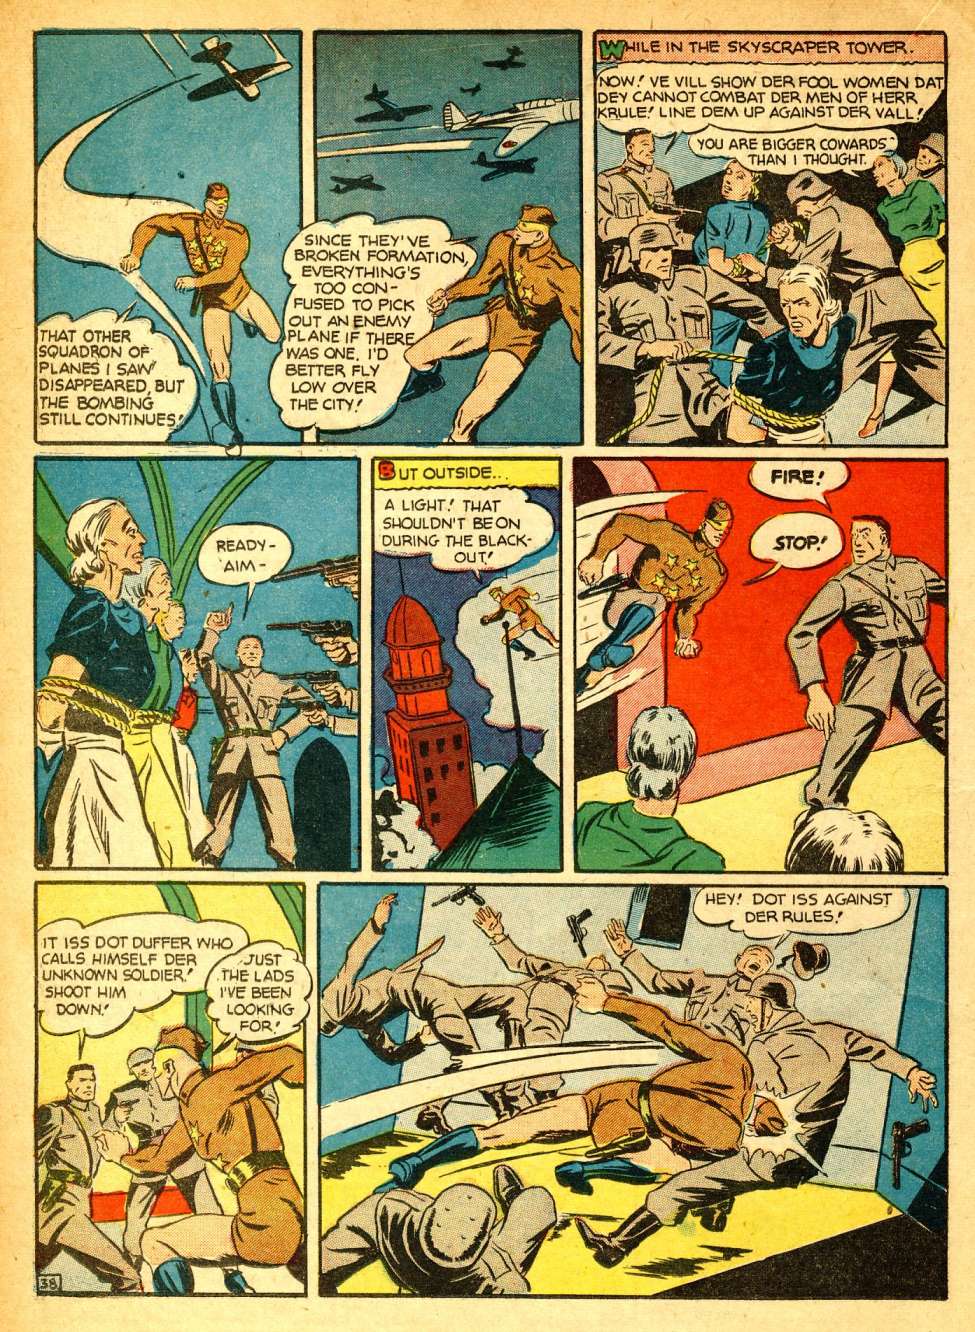 THAT OTHER
SQUADRON OF
PLANES I SAW
DISAPPEARED, BUT
THE BOMBING
STILL CONTINUES!
SINCE THEY'VE
BROKEN FORMATION,
EVERYTHING'S
TOO CON-
FUSED TO PICK
OUT AN ENEMY
PLANE IF THERE
WAS ONE. I'D
BETTER FLY
LOW OVER
THE CITY!
WHILE IN THE SKYSCRAPER TOWER.
NOW! VE VILL SHOW DER FOOL WOMEN DAT
DEY CANNOT COMBAT DER MEN OF HERR
KRULE! LINE DEM UP AGAINST DER VALL!
YOU ARE BIGGER COWARDS
THAN I THOUGHT.
READY-
AIM-
BUT OUTSIDE...
A LIGHT! THAT
SHOULDN'T BE ON
DURING THE BLACK-
OUT!
FIRE!
STOP!
IT ISS DOT DUFFER WHO
CALLS HIMSELF DER
UNKNOWN SOLDIER!
SHOOT HIM
DOWN!
JUST
THE LADS
I'VE BEEN
LOOKING
FOR!
HEY! DOT ISS AGAINST
DER RULES!
38